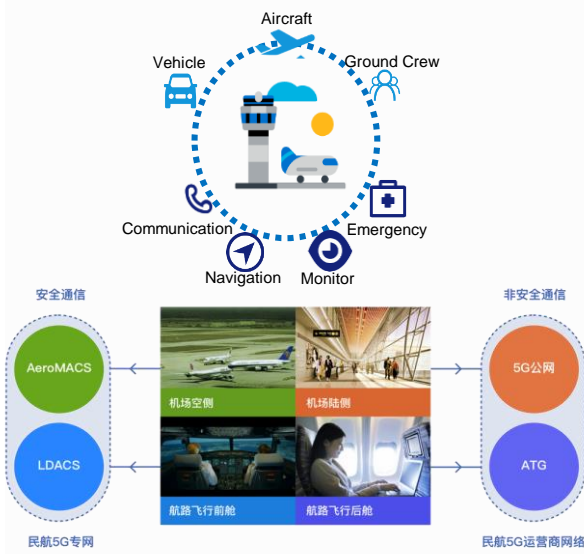 Aircraft
Vehicle
Ground Crew
Communication
Emergency
Navigation
Monitor
安全通信
非安全通信
AeroMACS
5G公网
机场空侧
机场陆侧
LDACS
ATG
航路飞行前舱
航路飞行后舱
民航5G专网
民航5G运营商网络